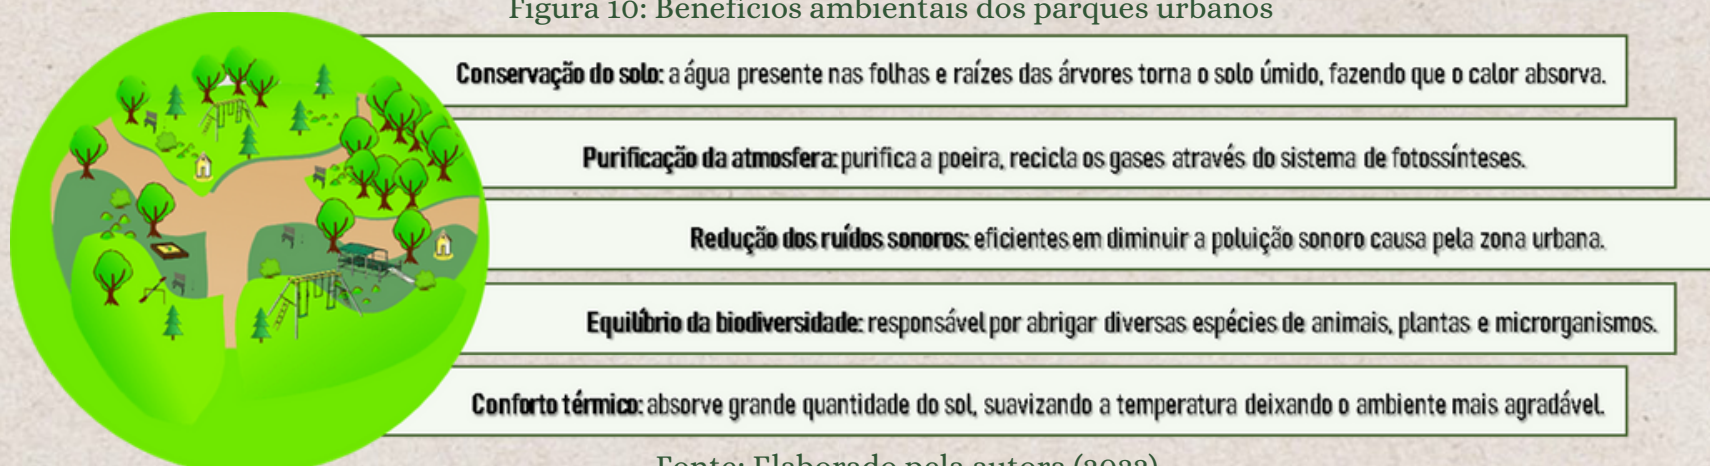 Figura 10: Benefícios ambientais dos parques urbanos
Conservação do solo: a água presente nas folhas e raízes das árvores torna o solo úmido, fazendo que o calor absorva.
Purificação da atmosfera: purifica a poeira, recicla os gases através do sistema de fotossínteses.
Redução dos ruídos sonoros: eficientes em diminuir a poluição sonoro causa pela zona urbana.
Equilíbrio da biodiversidade: responsável por abrigar diversas espécies de animais, plantas e microrganismos.
Conforto térmico: absorve grande quantidade do sol, suavizando a temperatura deixando o ambiente mais agradável.
Fonte: Elaborado pela autora (2022)